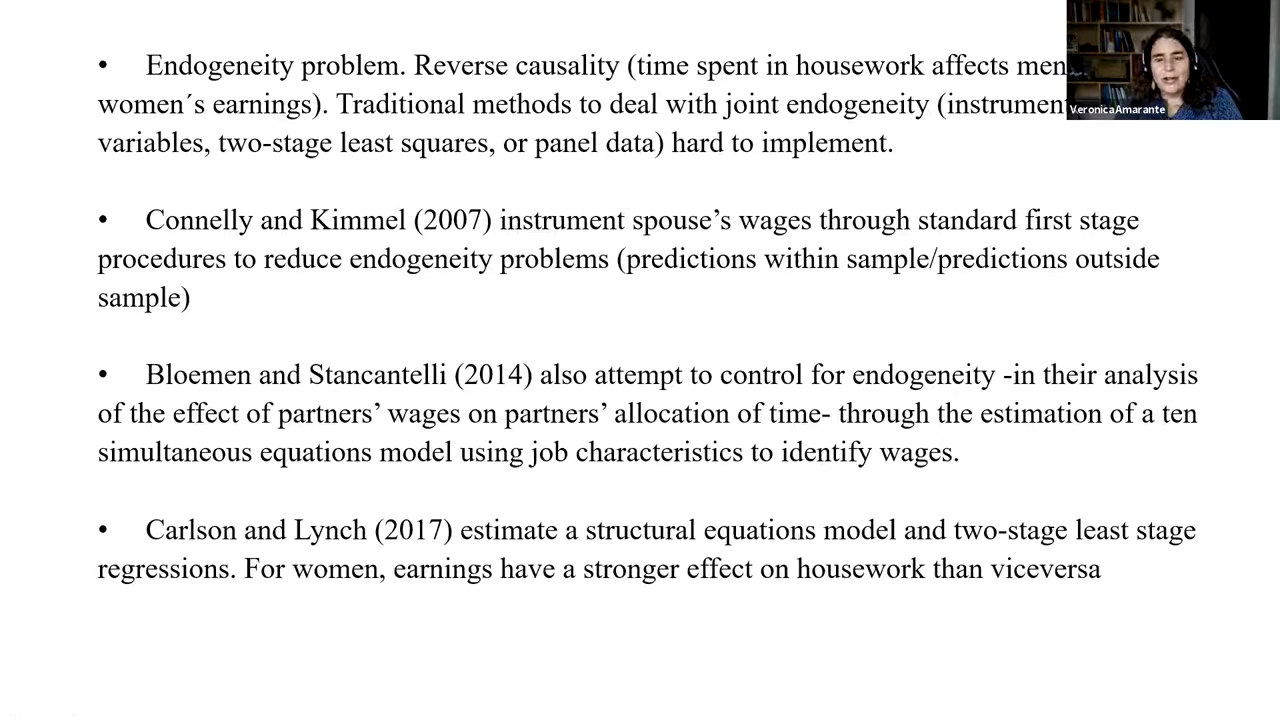 • Endogeneity problem. Reverse causality (time spent in housework affects men
women´s earnings). Traditional methods to deal with joint endogeneity (instrumen
variables, two-stage least squares, or panel data) hard to implement.
• Connelly and Kimmel (2007) instrument spouse’s wages through standard first stage
procedures to reduce endogeneity problems (predictions within sample/predictions outside
sample)
• Bloemen and Stancantelli (2014) also attempt to control for endogeneity -in their analysis
of the effect of partners’ wages on partners’ allocation of time- through the estimation of a ten
simultaneous equations model using job characteristics to identify wages.
• Carlson and Lynch (2017) estimate a structural equations model and two-stage least stage
regressions. For women, earnings have a stronger effect on housework than viceversa
Veronica Amarante